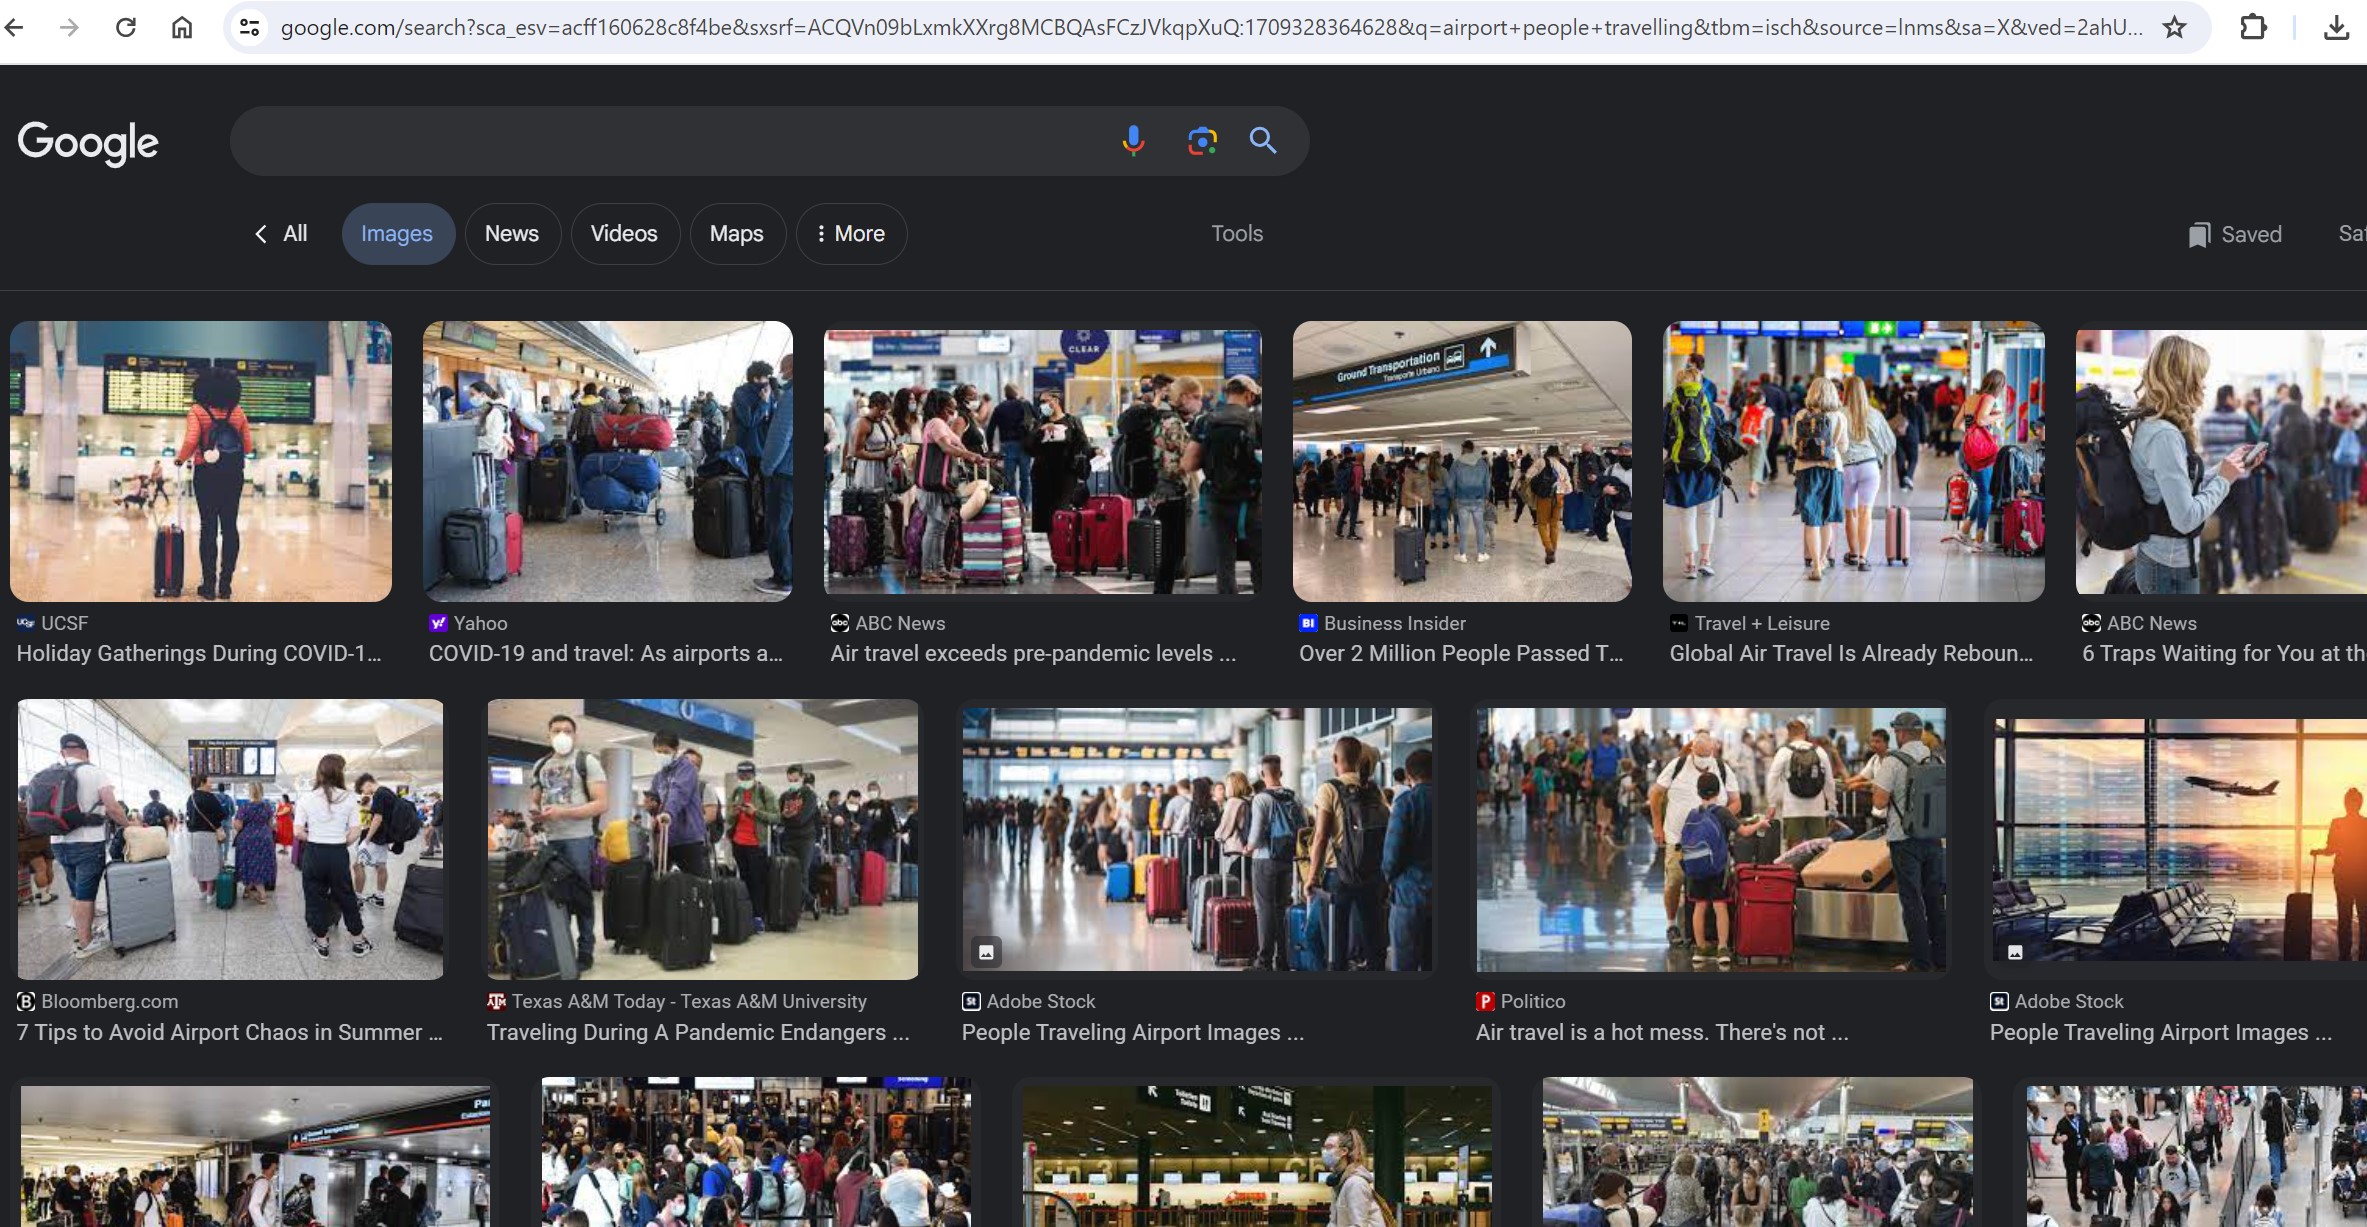 google.com/search?sca_esv=acff160628c8f4be&sxsrf=ACQVn09bLxmkXXrg8MCBQAsFCzJVkqpXuQ:1709328364628&q=airport+people+travelling&tbm=isch&source=lnms&sa=X&ved=2ahU...
Google
All Images News Videos Maps More Tools Saved Saf
CLEAR
Ground Transportation
Transporte Urbano
UCSF Yahoo ABC News Business Insider Travel + Leisure ABC News
Holiday Gatherings During COVID-1... COVID-19 and travel: As airports a... Air travel exceeds pre-pandemic levels ... Over 2 Million People Passed T... Global Air Travel Is Already Reboun... 6 Traps Waiting for You at th
Bloomberg.com Texas A&M Today - Texas A&M University Adobe Stock Politico Adobe Stock
7 Tips to Avoid Airport Chaos in Summer ... Traveling During A Pandemic Endangers ... People Traveling Airport Images ... Air travel is a hot mess. There's not ... People Traveling Airport Images ...